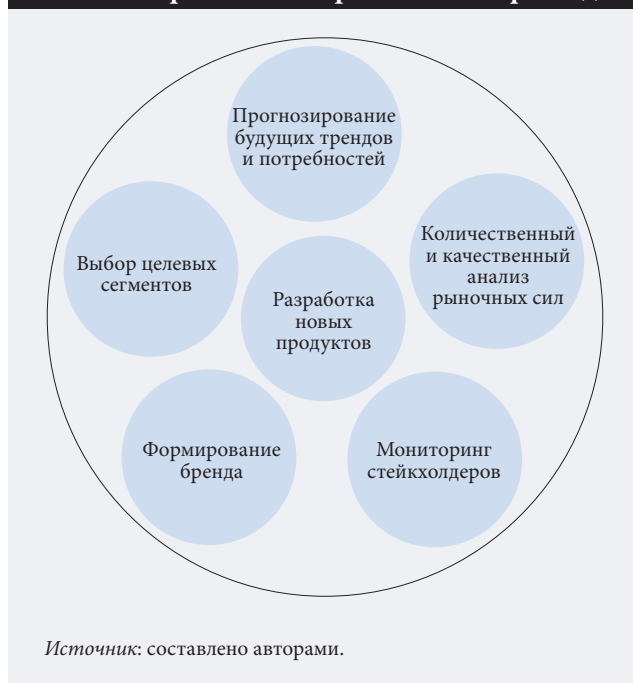 Прогнозирование
будущих трендов
и потребностей
Выбор целевых
сегментов
Количественный
и качественный
анализ
рыночных сил
Разработка
новых
продуктов
Формирование
бренда
Мониторинг
стейкхолдеров
Источник: составлено авторами.